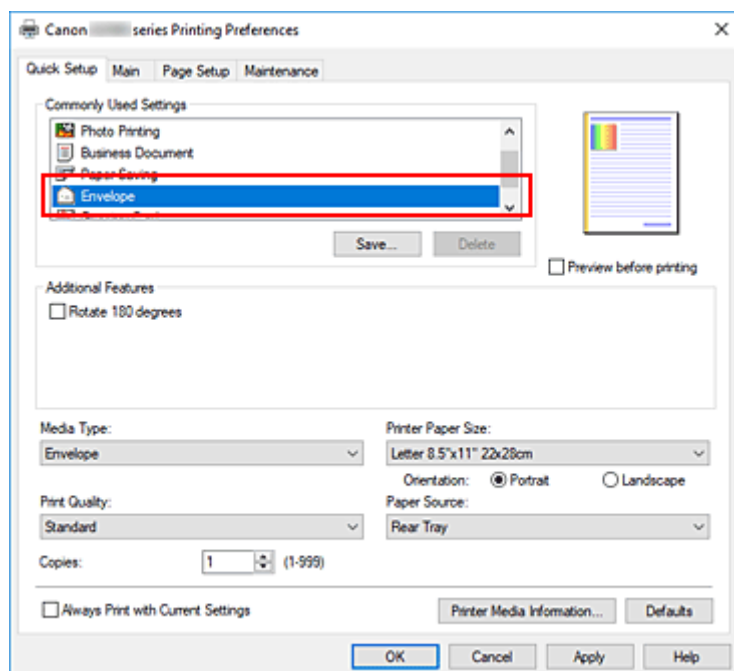 Canon series Printing Preferences
Quick Setup Main Page Setup Maintenance
Commonly Used Settings
Photo Printing
Business Document
Paper Saving
Envelope
Save... Delete
Preview before printing
Additional Features
Rotate 180 degrees
Media Type: Printer Paper Size:
Envelope Letter 8.5"x11" 22x28cm
Orientation: Portrait Landscape
Print Quality: Paper Source:
Standard Rear Tray
Copies: 1 (1-999)
Always Print with Current Settings Printer Media Information... Defaults
OK Cancel Apply Help